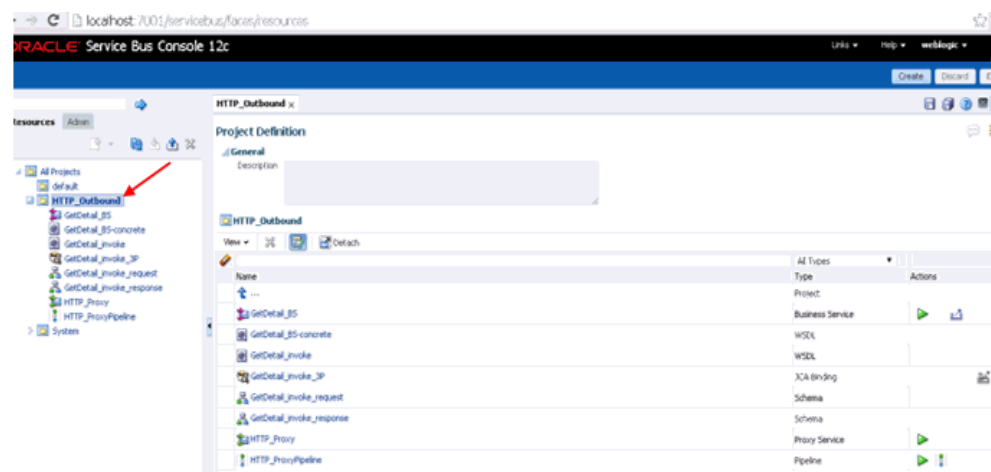 localhost:7001/servicebus/faces/resources
ORACLE Service Bus Console 12c
Links Help weblogic
Create Discard E
HTTP_Outbound x
Resources Admin
Project Definition
General
Description
All Projects
default
HTTP_Outbound
GetDetail_BS
GetDetail_BS-concrete
GetDetail_invoke
GetDetail_invoke_3P
GetDetail_invoke_request
GetDetail_invoke_response
HTTP_Proxy
HTTP_ProxyPipeline
System
HTTP_Outbound
View Detach
All Types
Name Type Actions
... Project
GetDetail_BS Business Service
GetDetail_BS-concrete WSDL
GetDetail_invoke WSDL
GetDetail_invoke_3P JCA Binding
GetDetail_invoke_request Schema
GetDetail_invoke_response Schema
HTTP_Proxy Proxy Service
HTTP_ProxyPipeline Pipeline